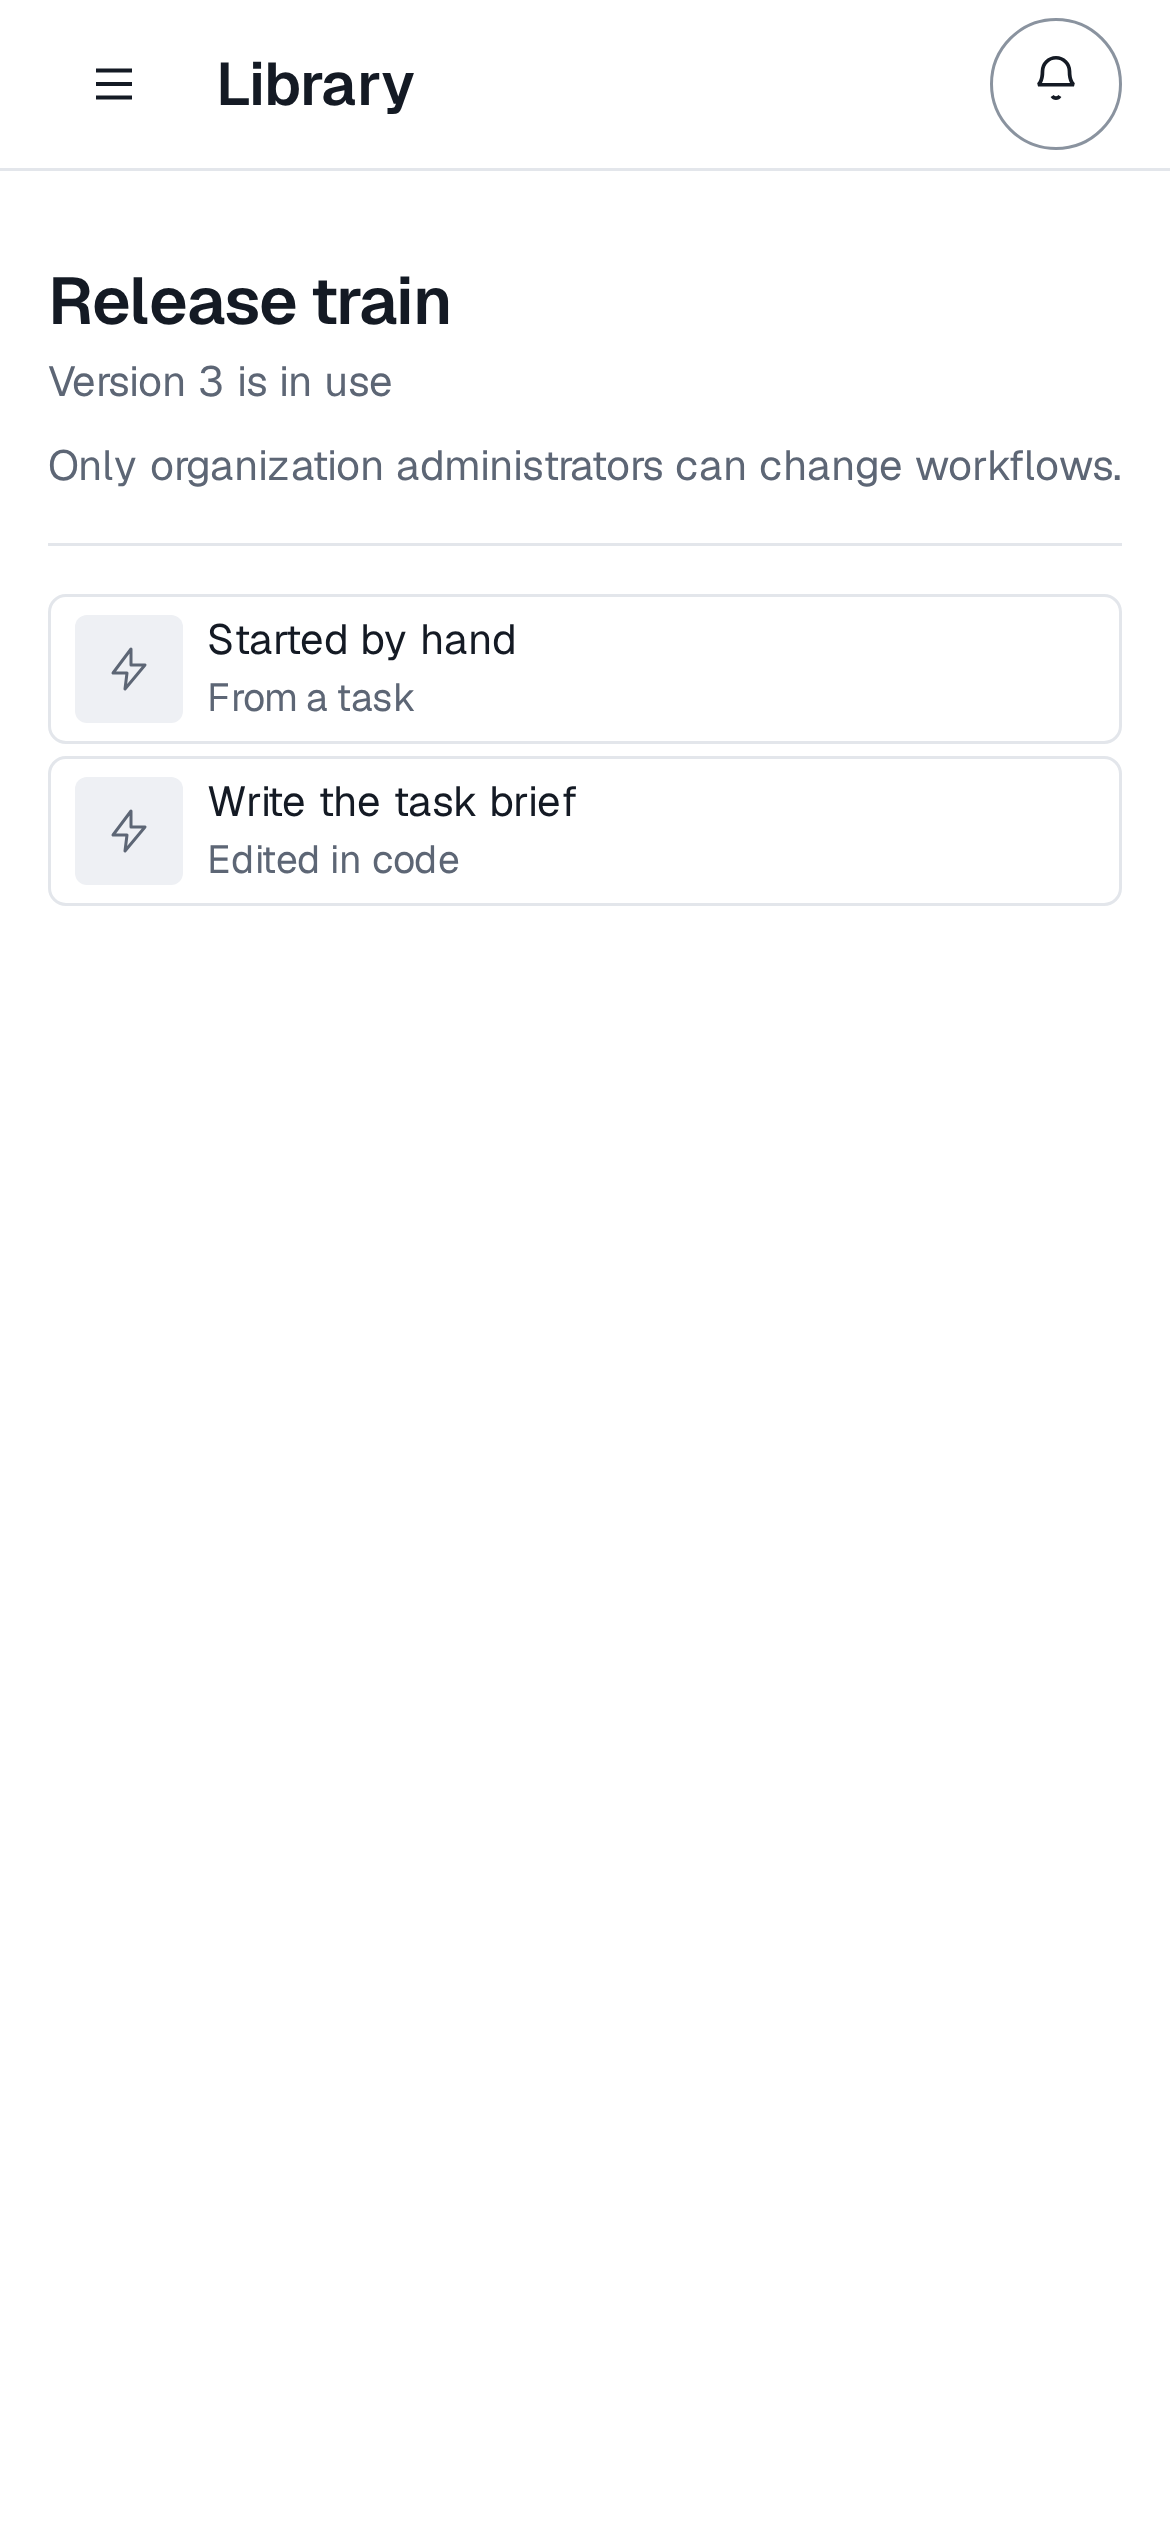 Library
Release train
Version 3 is in use
Only organization administrators can change workflows.
Started by hand
From a task
Write the task brief
Edited in code